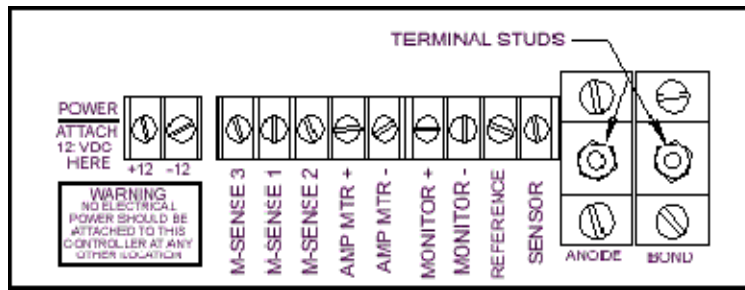 TERMINAL STUDS
POWER
ATTACH
12 VDC
HERE
+12 -12
WARNING
NO ELECTRICAL
POWER SHOULD BE
ATTACHED TO THIS
CONTROLLER AT ANY
OTHER LOCATION
M-SENSE 3
M-SENSE 1
M-SENSE 2
AMP MTR +
AMP MTR -
MONITOR +
MONITOR -
REFERENCE
SENSOR
ANODE
BOND